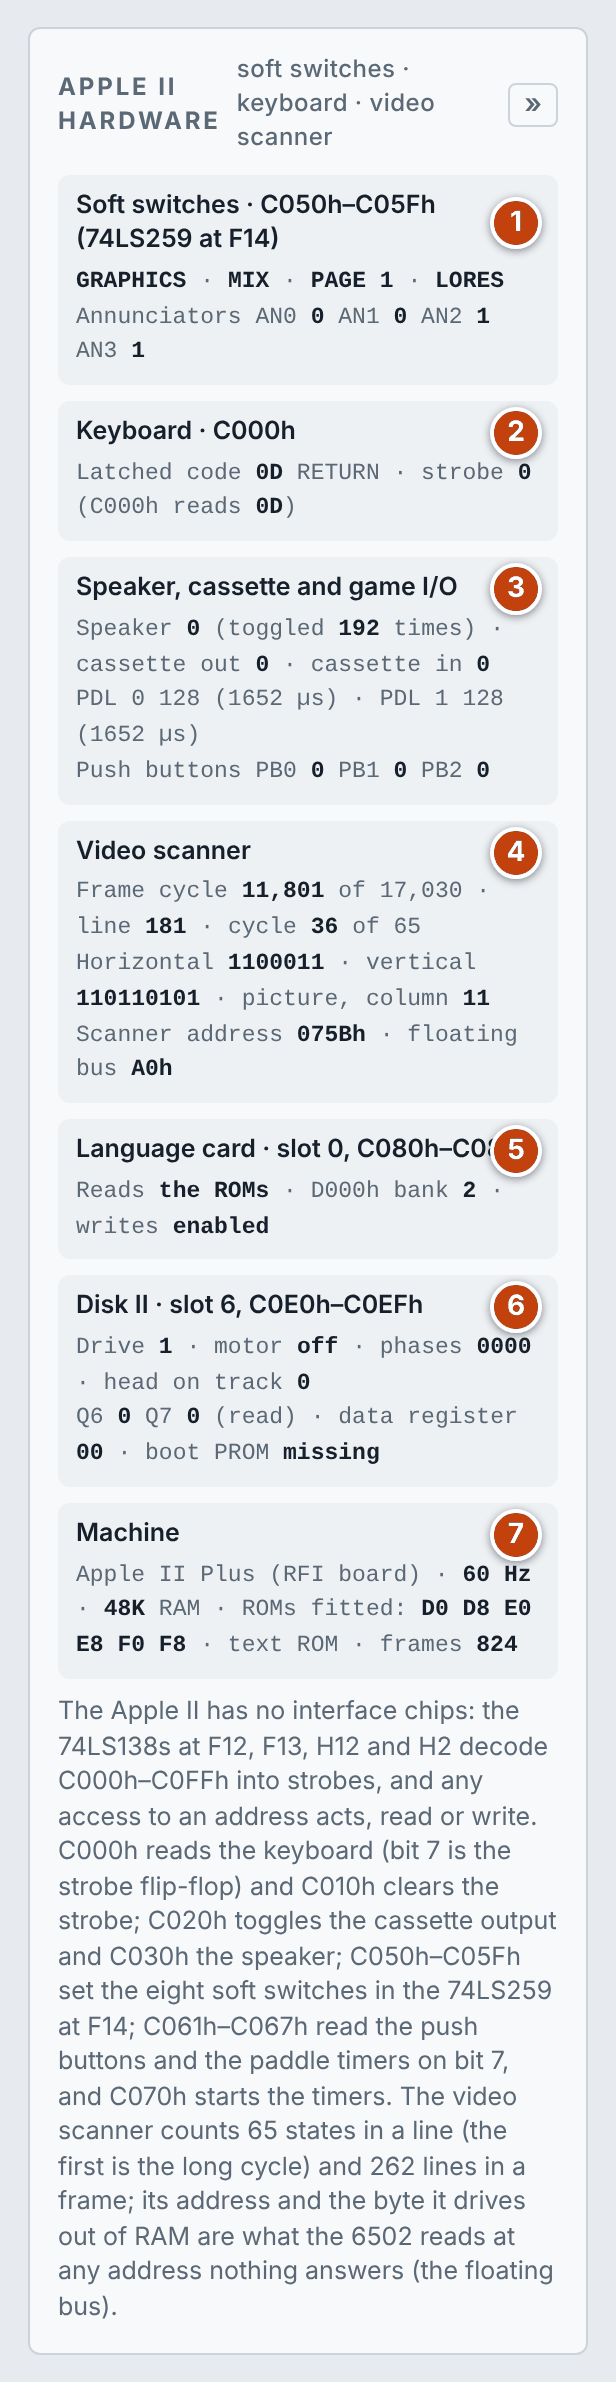 APPLE II
HARDWARE
soft switches ·
keyboard · video
scanner
»
Soft switches · C050h–C05Fh
(74LS259 at F14)
1
GRAPHICS · MIX · PAGE 1 · LORES
Annunciators AN0 0 AN1 0 AN2 1
AN3 1
Keyboard · C000h
2
Latched code 0D RETURN · strobe 0
(C000h reads 0D)
Speaker, cassette and game I/O
3
Speaker 0 (toggled 192 times) ·
cassette out 0 · cassette in 0
PDL 0 128 (1652 µs) · PDL 1 128
(1652 µs)
Push buttons PB0 0 PB1 0 PB2 0
Video scanner
4
Frame cycle 11,801 of 17,030 ·
line 181 · cycle 36 of 65
Horizontal 1100011 · vertical
110110101 · picture, column 11
Scanner address 075Bh · floating
bus A0h
Language card · slot 0, C080h–
5
Reads the ROMs · D000h bank 2 ·
writes enabled
Disk II · slot 6, C0E0h–C0EFh
6
Drive 1 · motor off · phases 0000
· head on track 0
Q6 0 Q7 0 (read) · data register
00 · boot PROM missing
Machine
7
Apple II Plus (RFI board) · 60 Hz
· 48K RAM · ROMs fitted: D0 D8 E0
E8 F0 F8 · text ROM · frames 824
The Apple II has no interface chips: the
74LS138s at F12, F13, H12 and H2 decode
C000h–C0FFh into strobes, and any
access to an address acts, read or write.
C000h reads the keyboard (bit 7 is the
strobe flip-flop) and C010h clears the
strobe; C020h toggles the cassette output
and C030h the speaker; C050h–C05Fh
set the eight soft switches in the 74LS259
at F14; C061h–C067h read the push
buttons and the paddle timers on bit 7,
and C070h starts the timers. The video
scanner counts 65 states in a line (the
first is the long cycle) and 262 lines in a
frame; its address and the byte it drives
out of RAM are what the 6502 reads at
any address nothing answers (the floating
bus).